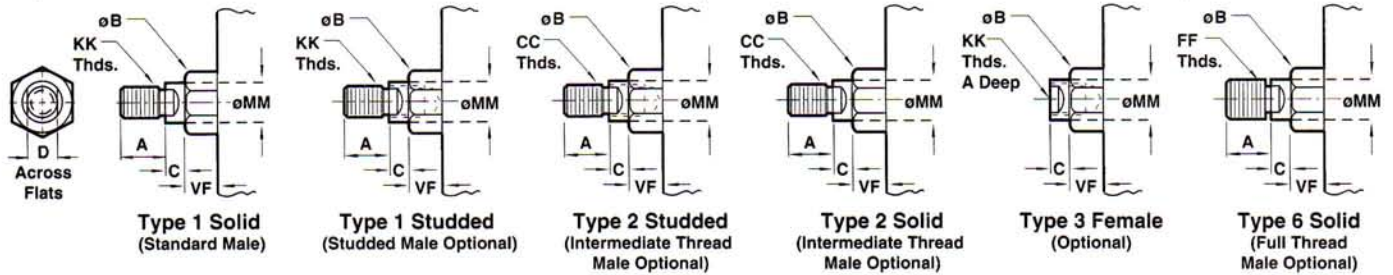 D
Across
Flats
KK
Thds.
øB
øMM
A
C
VF
Type 1 Solid
(Standard Male)
KK
Thds.
øB
øMM
A
C
VF
Type 1 Studded
(Studded Male Optional)
CC
Thds.
øB
øMM
A
C
VF
Type 2 Studded
(Intermediate Thread
Male Optional)
CC
Thds.
øB
øMM
A
C
VF
Type 2 Solid
(Intermediate Thread
Male Optional)
KK
Thds.
A Deep
øB
øMM
C
VF
Type 3 Female
(Optional)
FF
Thds.
øB
øMM
A
C
VF
Type 6 Solid
(Full Thread
Male Optional)